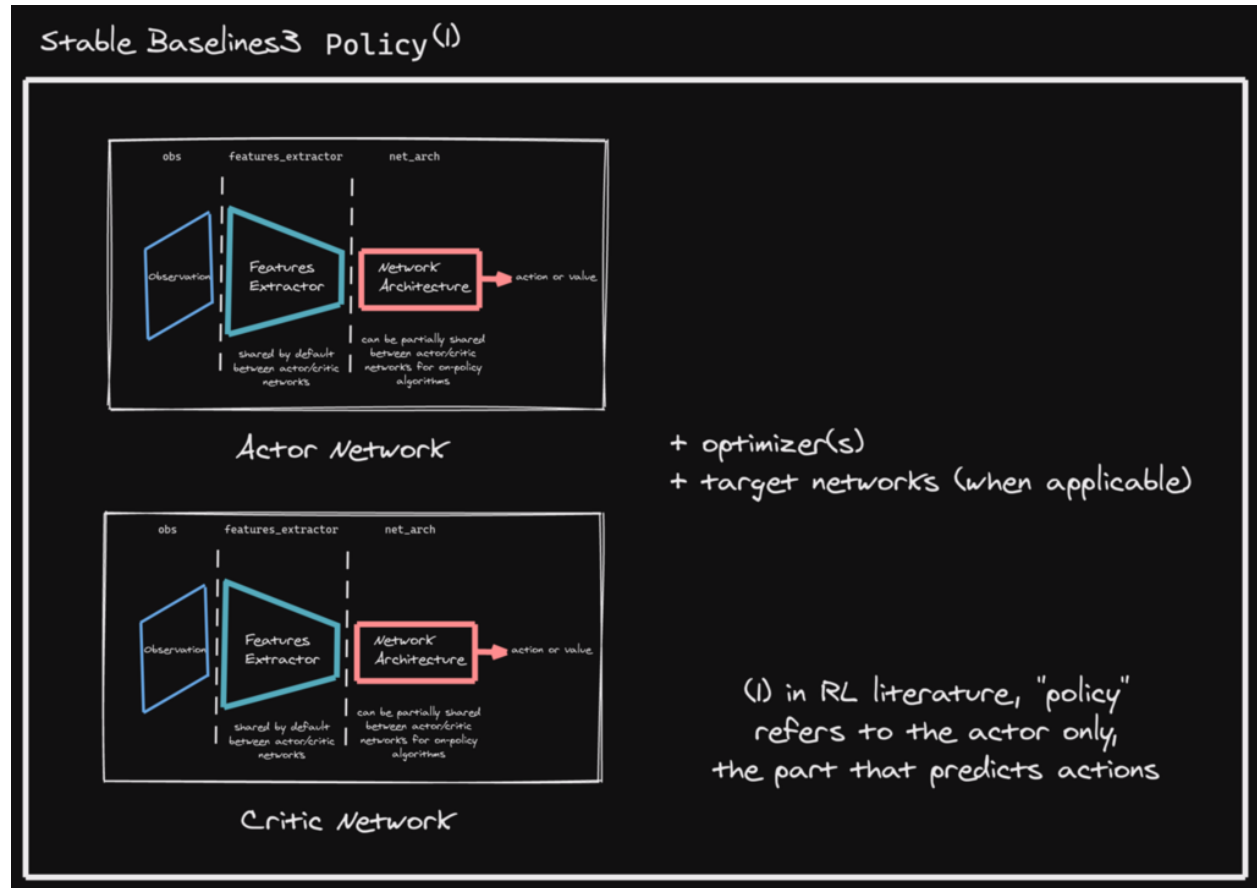 Stable Baselines3 Policy(1)
obs features_extractor net_arch
Observation
Features
Extractor
Network
Architecture
action or value
shared by default
between actor/critic
networks
can be partially shared
between actor/critic
networks for on-policy
algorithms
Actor Network
+ optimizer(s)
+ target networks (when applicable)
obs features_extractor net_arch
Observation
Features
Extractor
Network
Architecture
action or value
shared by default
between actor/critic
networks
can be partially shared
between actor/critic
networks for on-policy
algorithms
Critic Network
(1) in RL literature, "policy"
refers to the actor only,
the part that predicts actions